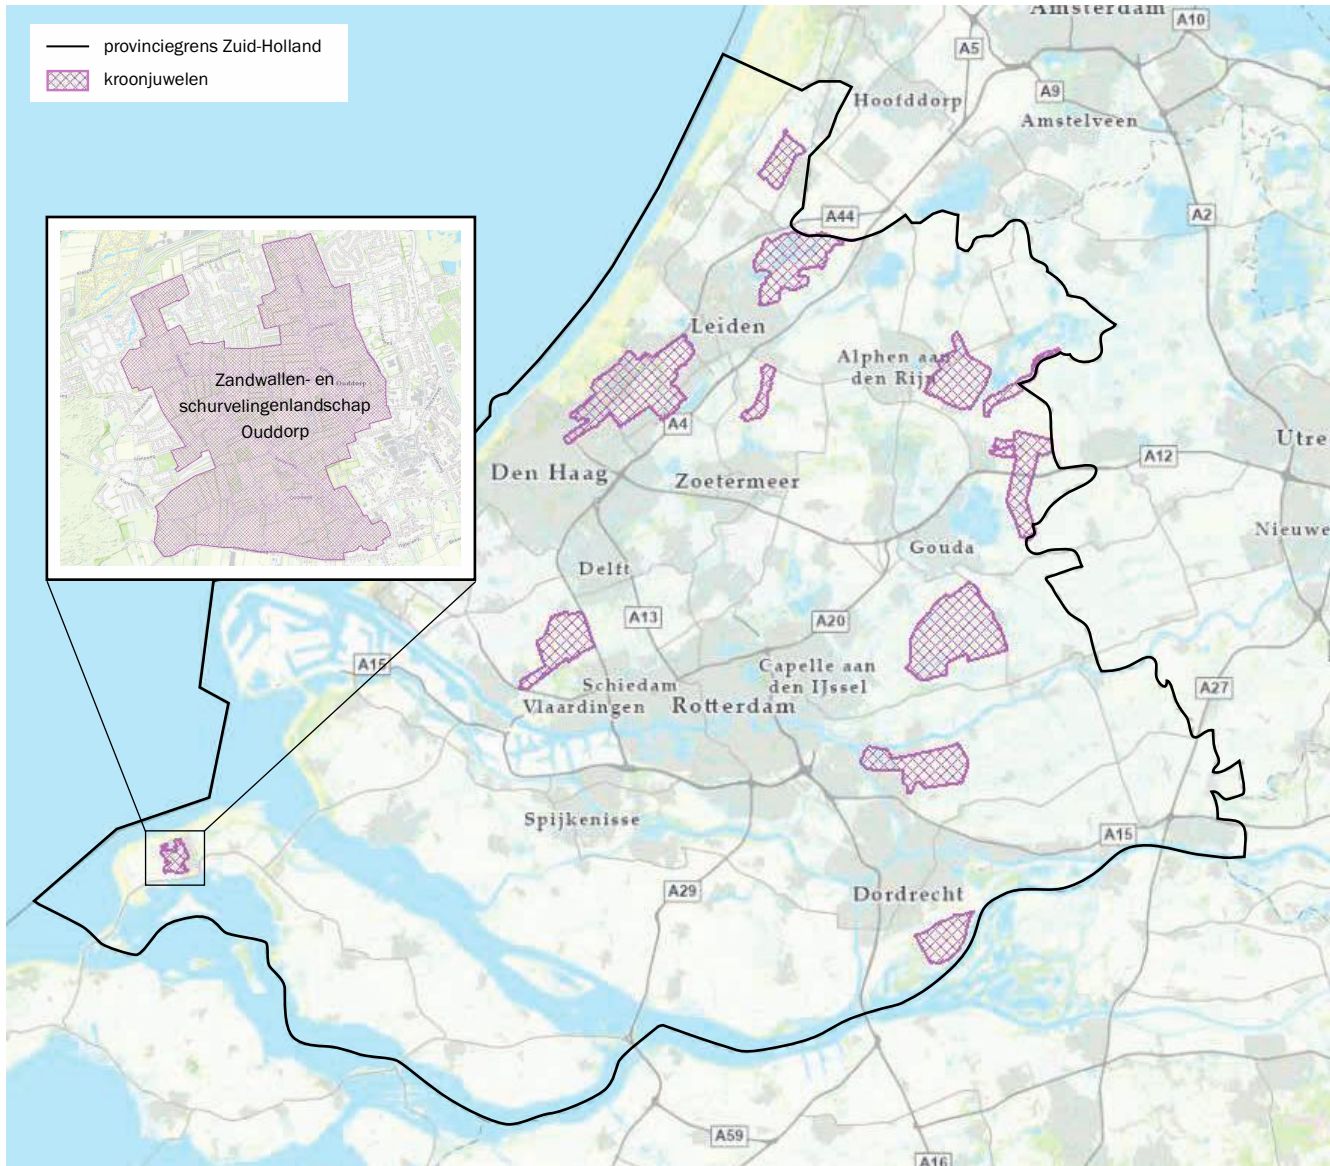 provinciegrens Zuid-Holland
kroonjuwelen
Amsterdam
A10
A5
A9
Hoofddorp
Amstelveen
A2
A44
Leiden
Alphen aan
den Rijn
Zandwallen- en
schurvelingenlandschap
Ouddorp
Ouddorp
A4
Utre
A12
Den Haag
Zoetermeer
Nieuwe
Gouda
Delft
A13
A20
A15
Capelle aan
den IJssel
Schiedam
Vlaardingen
Rotterdam
A27
Spijkenisse
A15
A29
Dordrecht
A59
A16